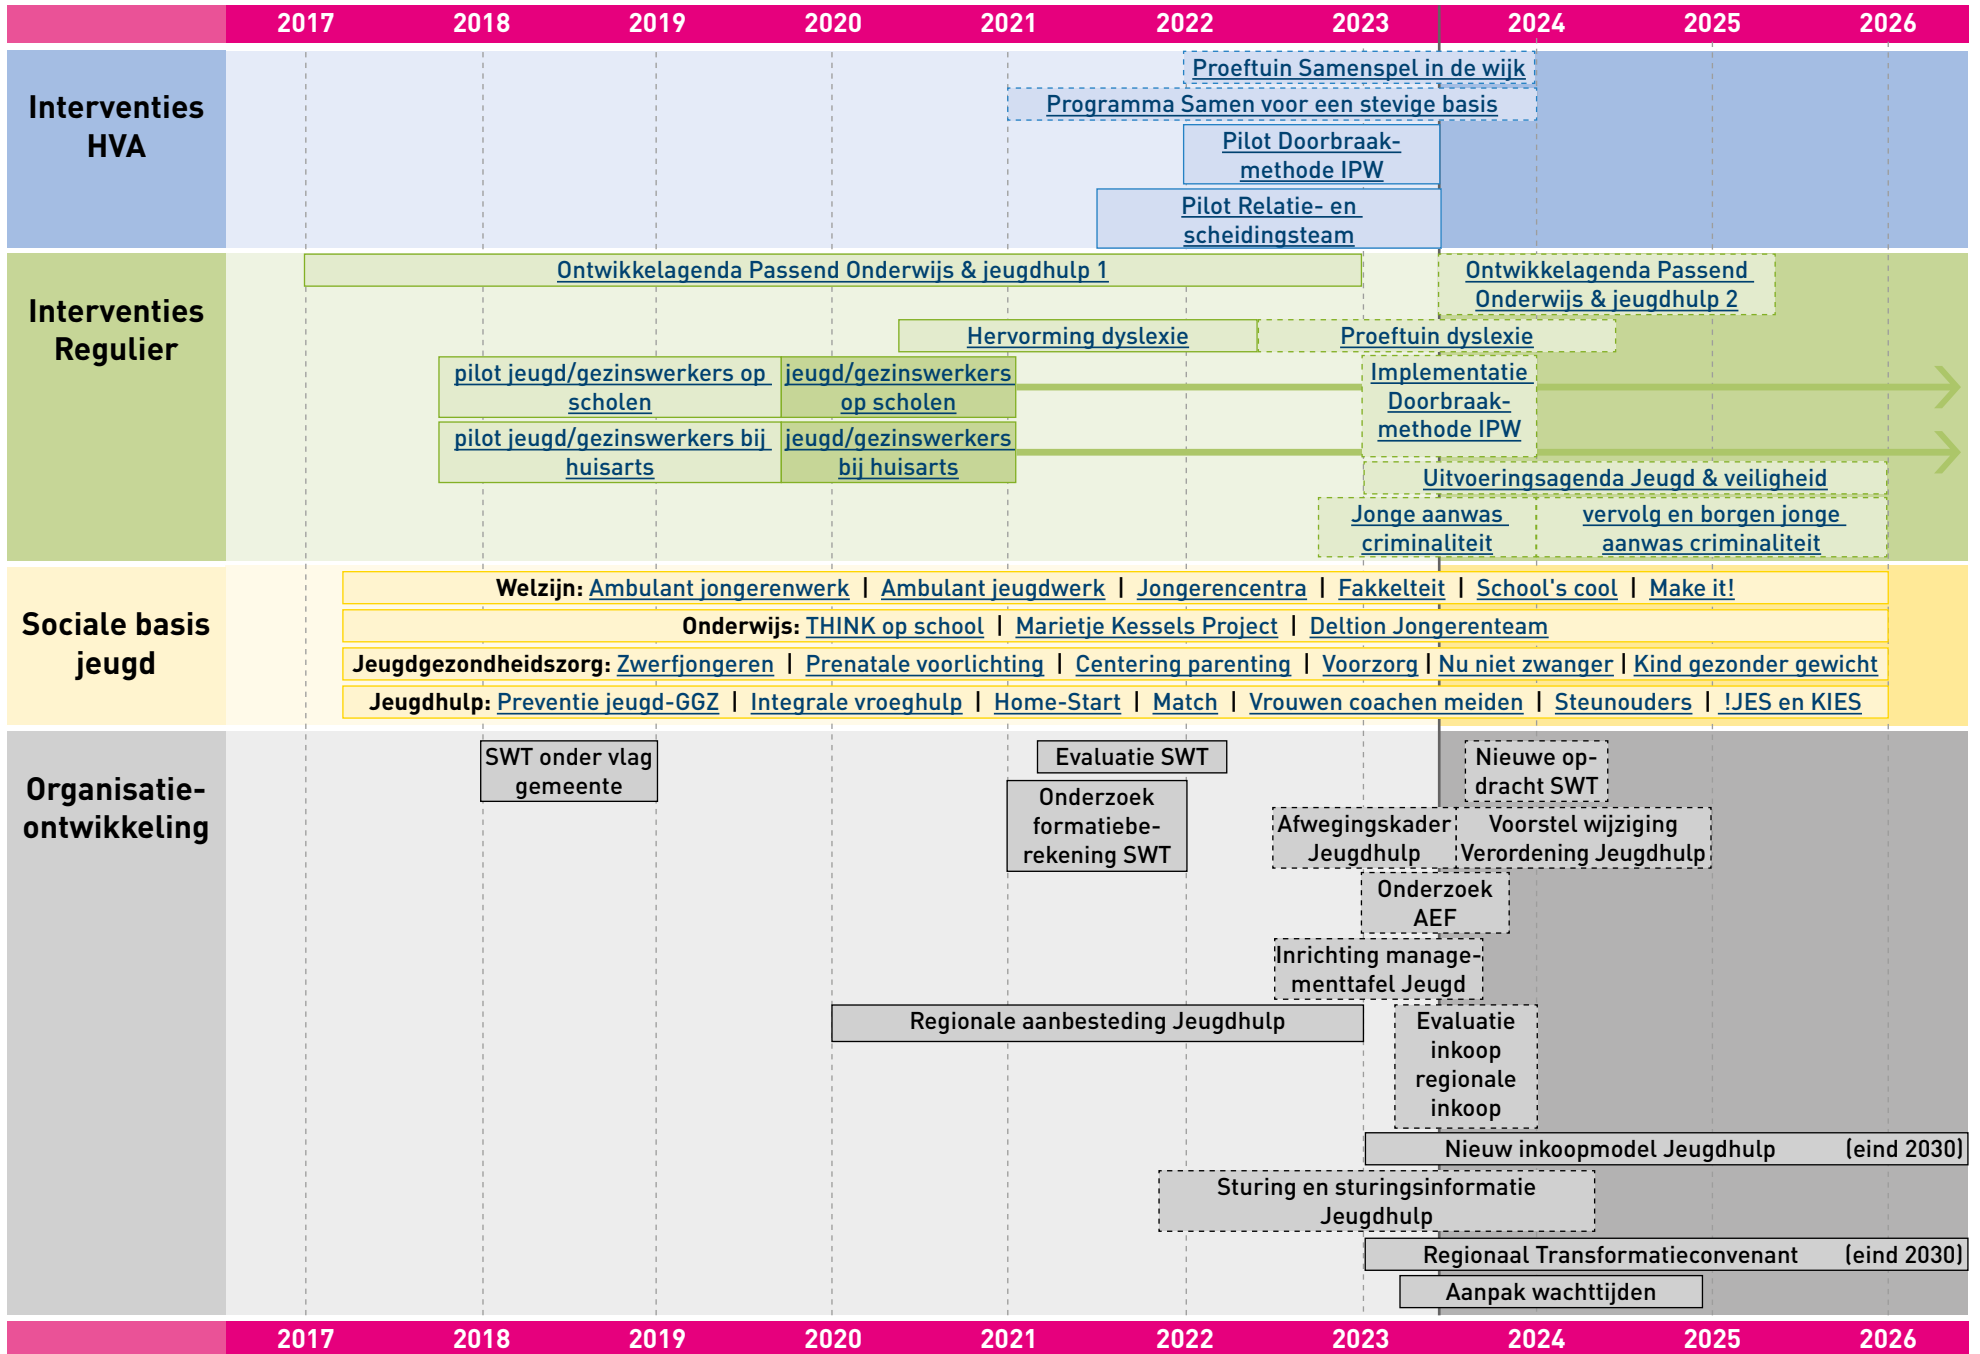 2017 2018 2019 2020 2021 2022 2023 2024 2025 2026
Interventies
HVA
Proeftuin Samenspel in de wijk
Programma Samen voor een stevige basis
Pilot Doorbraak-
methode IPW
Pilot Relatie- en
scheidingsteam
Interventies
Regulier
Ontwikkelagenda Passend Onderwijs & jeugdhulp 1
Ontwikkelagenda Passend
Onderwijs & jeugdhulp 2
Hervorming dyslexie
Proeftuin dyslexie
pilot jeugd/gezinswerkers op
scholen
jeugd/gezinswerkers
op scholen
Implementatie
Doorbraak-
methode IPW
pilot jeugd/gezinswerkers bij
huisarts
jeugd/gezinswerkers
bij huisarts
Uitvoeringsagenda Jeugd & veiligheid
Jonge aanwas
criminaliteit
vervolg en borgen jonge
aanwas criminaliteit
Sociale basis
jeugd
Welzijn: Ambulant jongerenwerk | Ambulant jeugdwerk | Jongerencentra | Fakkelteit | School's cool | Make it!
Onderwijs: THINK op school | Marietje Kessels Project | Deltion Jongerenteam
Jeugdgezondheidszorg: Zwerfjongeren | Prenatale voorlichting | Centering parenting | Voorzorg | Nu niet zwanger | Kind gezonder gewicht
Jeugdhulp: Preventie jeugd-GGZ | Integrale vroeghulp | Home-Start | Match | Vrouwen coachen meiden | Steunouders | !JES en KIES
Organisatie-
ontwikkeling
SWT onder vlag
gemeente
Evaluatie SWT
Nieuwe op-
dracht SWT
Onderzoek
formatiebe-
rekening SWT
Afwegingskader
Jeugdhulp
Voorstel wijziging
Verordening Jeugdhulp
Onderzoek
AEF
Inrichting manage-
menttafel Jeugd
Regionale aanbesteding Jeugdhulp
Evaluatie
inkoop
regionale
inkoop
Nieuw inkoopmodel Jeugdhulp (eind 2030)
Sturing en sturingsinformatie
Jeugdhulp
Regionaal Transformatieconvenant (eind 2030)
Aanpak wachttijden
2017 2018 2019 2020 2021 2022 2023 2024 2025 2026